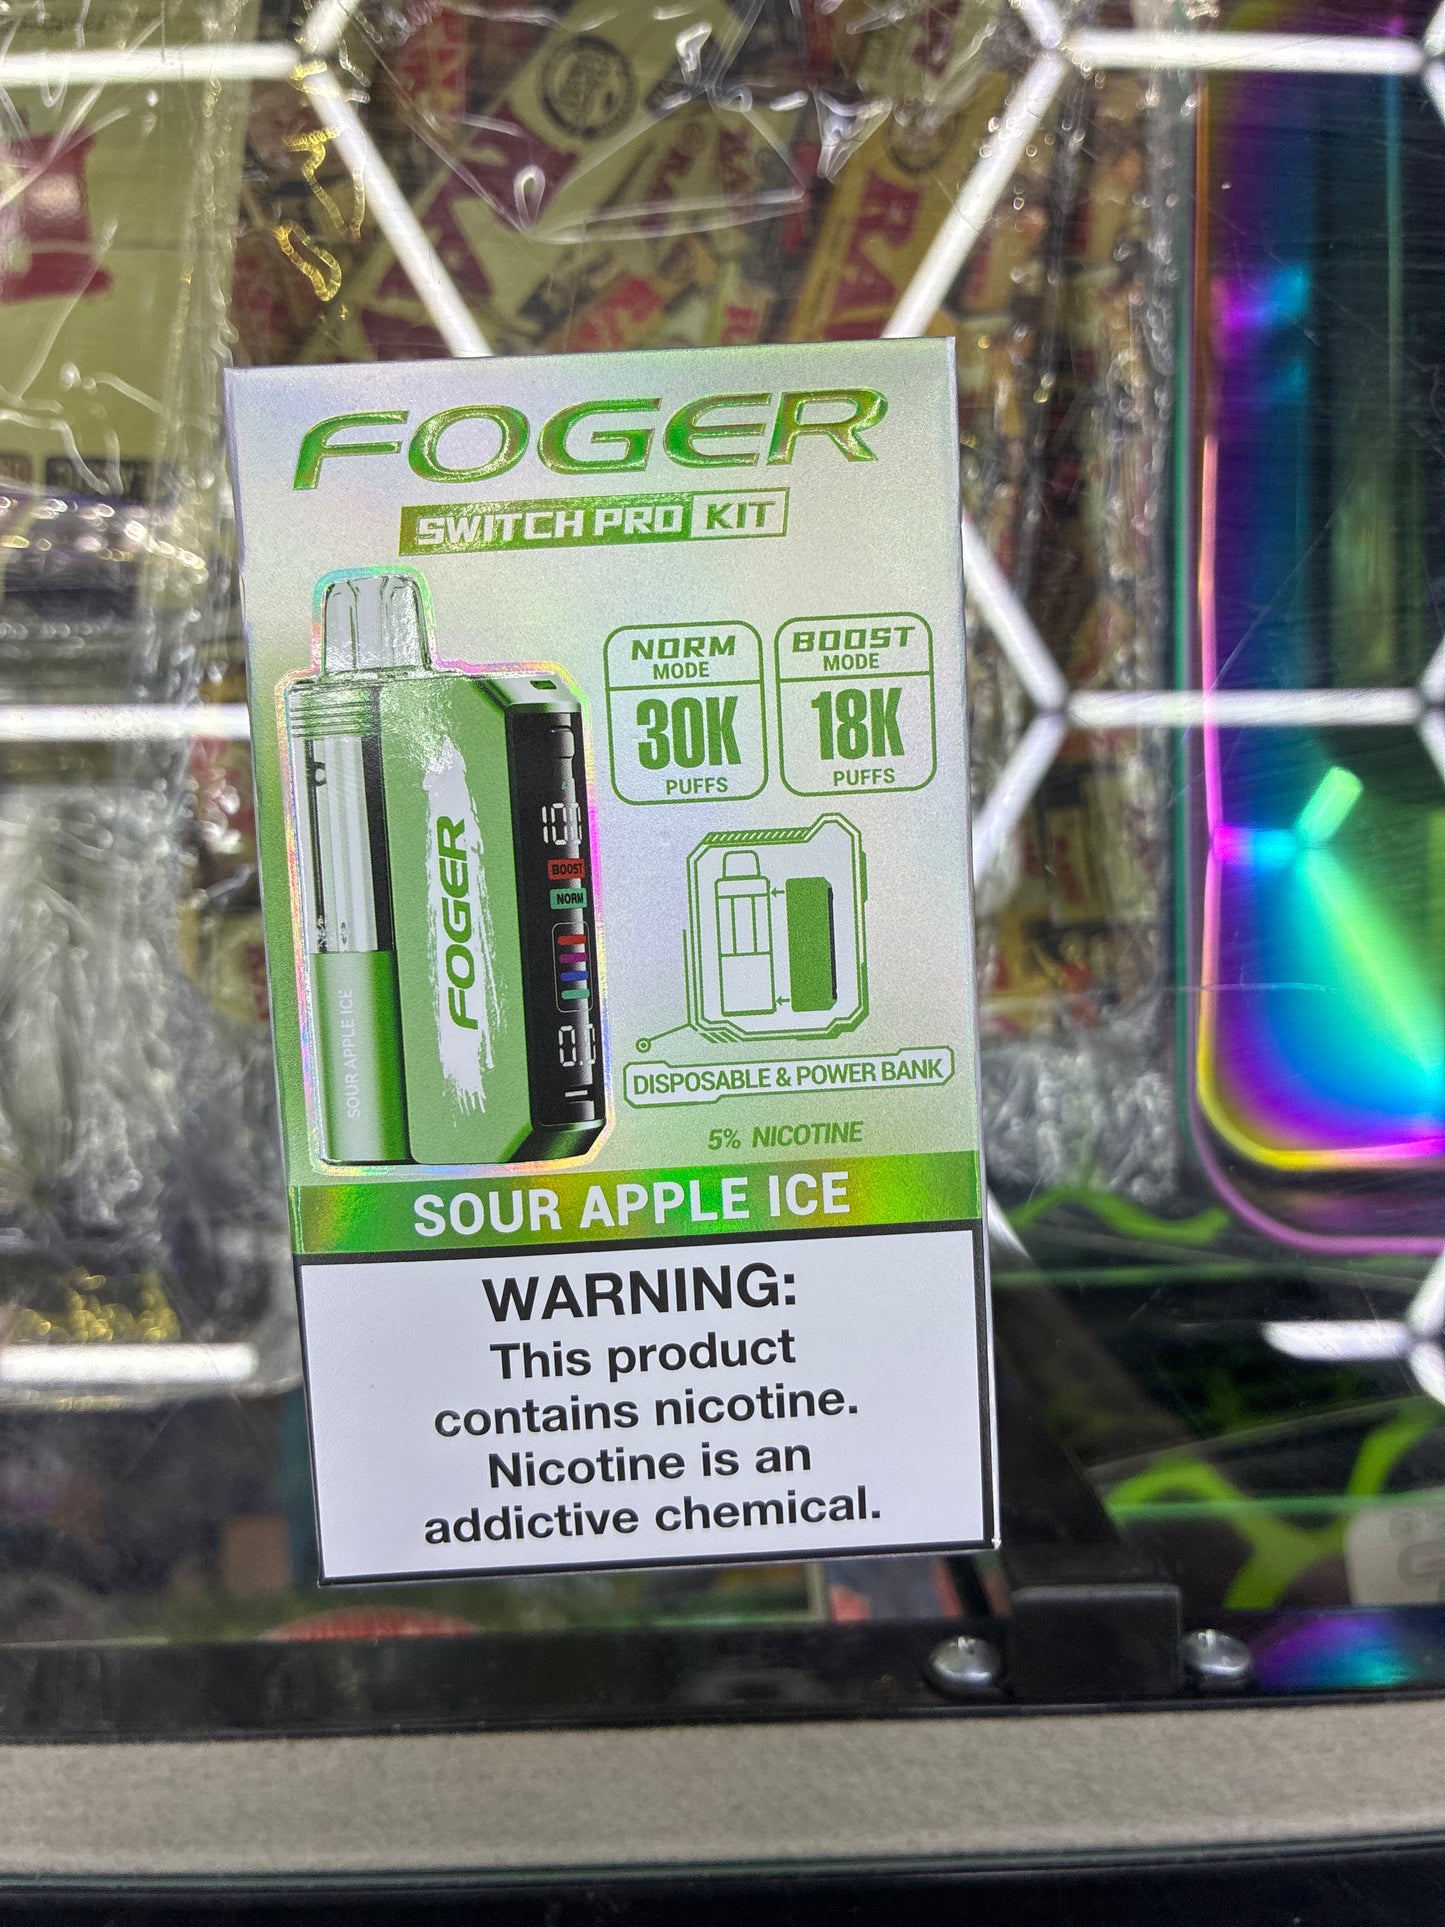 FOGER
SWITCH PRO KIT
NORM
MODE
30K
PUFFS
BOOST
MODE
18K
PUFFS
FOGER
SOUR APPLE ICE
BOOST
NORM
DISPOSABLE & POWER BANK
5% NICOTINE
SOUR APPLE ICE
WARNING:
This product
contains nicotine.
Nicotine is an
addictive chemical.
RAW